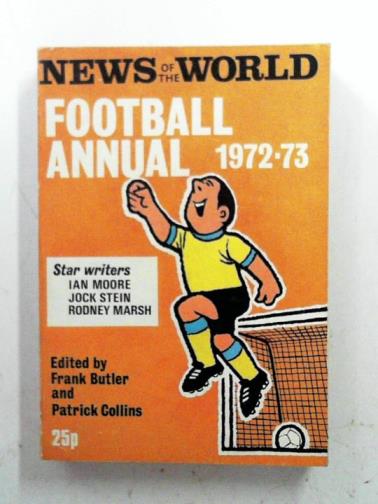 NEWS OF THE WORLD
FOOTBALL
ANNUAL 1972·73
Star writers
IAN MOORE
JOCK STEIN
RODNEY MARSH
Edited by
Frank Butler
and
Patrick Collins
25p